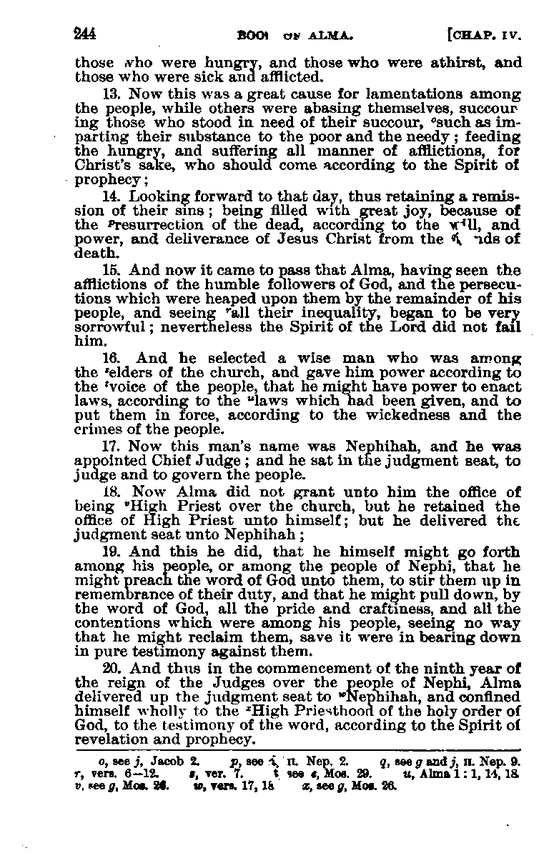 244 BOOK OF ALMA. [CHAP. IV.
those who were hungry, and those who were athirst, and
those who were sick and afflicted.
13. Now this was a great cause for lamentations among
the people, while others were abasing themselves, succour
ing those who stood in need of their succour, ᵒsuch as im-
parting their substance to the poor and the needy; feeding
the hungry, and suffering all manner of afflictions, for
Christ's sake, who should come according to the Spirit of
prophecy;
14. Looking forward to that day, thus retaining a remis-
sion of their sins; being filled with great joy, because of
the ᵖresurrection of the dead, according to the will, and
power, and deliverance of Jesus Christ from the of
death.
15. And now it came to pass that Alma, having seen the
afflictions of the humble followers of God, and the persecu-
tions which were heaped upon them by the remainder of his
people, and seeing ʳall their inequality, began to be very
sorrowful; nevertheless the Spirit of the Lord did not fail
him.
16. And he selected a wise man who was among
the ˢelders of the church, and gave him power according to
the ᵗvoice of the people, that he might have power to enact
laws, according to the ᵘlaws which had been given, and to
put them in force, according to the wickedness and the
crimes of the people.
17. Now this man's name was Nephihah, and he was
appointed Chief Judge; and he sat in the judgment seat, to
judge and to govern the people.
18. Now Alma did not grant unto him the office of
being ᵛHigh Priest over the church, but he retained the
office of High Priest unto himself; but he delivered the
judgment seat unto Nephihah;
19. And this he did, that he himself might go forth
among his people, or among the people of Nephi, that he
might preach the word of God unto them, to stir them up in
remembrance of their duty, and that he might pull down, by
the word of God, all the pride and craftiness, and all the
contentions which were among his people, seeing no way
that he might reclaim them, save it were in bearing down
in pure testimony against them.
20. And thus in the commencement of the ninth year of
the reign of the Judges over the people of Nephi, Alma
delivered up the judgment seat to ʷNephihah, and confined
himself wholly to the ˣHigh Priesthood of the holy order of
God, to the testimony of the word, according to the Spirit of
revelation and prophecy.
o, see j, Jacob 2. p, see II. Nep. 2. q, see g and j, II. Nep. 9.
r, vers. 6—12. s, ver. 7. t, see e, Mos. 29. u, Alma 1: 1, 14, 18.
v, see g, Mos. 26. w, vers. 17, 18. x, see g, Mos. 26.